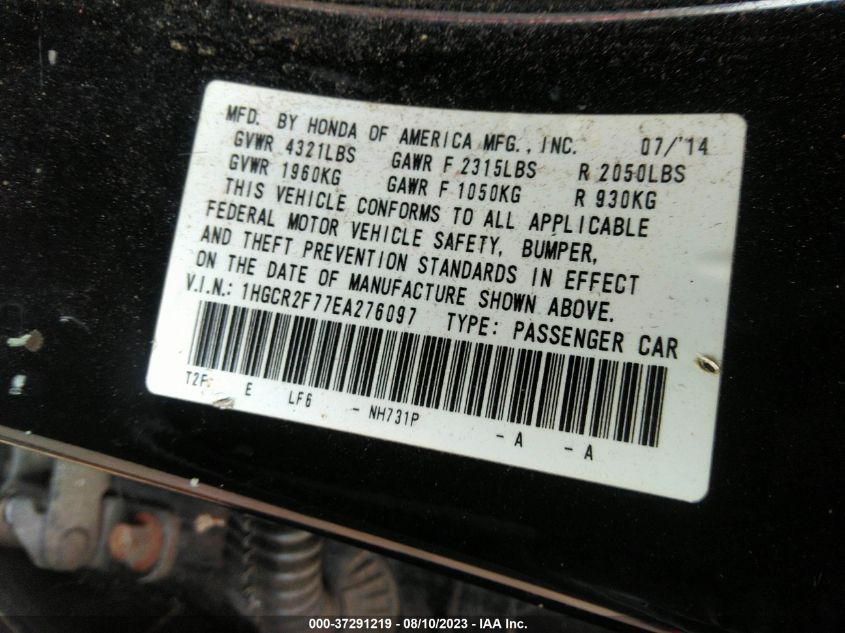 MFD. BY HONDA OF AMERICA MFG., INC. 07/'14
GVWR 4321LBS GAWR F 2315LBS R 2050LBS
GVWR 1960KG GAWR F 1050KG R 930KG
THIS VEHICLE CONFORMS TO ALL APPLICABLE
FEDERAL MOTOR VEHICLE SAFETY, BUMPER,
AND THEFT PREVENTION STANDARDS IN EFFECT
ON THE DATE OF MANUFACTURE SHOWN ABOVE.
V.I.N.: 1HGCR2F77EA276097 TYPE: PASSENGER CAR
E LF6 - NH731P - A - A
000-37291219 - 08/10/2023 - IAA Inc.